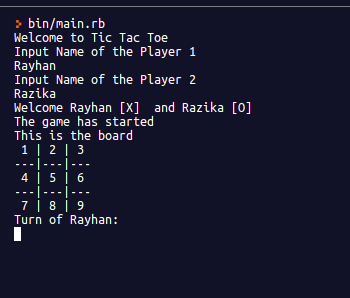 > bin/main.rb
Welcome to Tic Tac Toe
Input Name of the Player 1
Rayhan
Input Name of the Player 2
Razika
Welcome Rayhan [X]  and Razika [O]
The game has started
This is the board
 1 | 2 | 3
---|---|---
 4 | 5 | 6
---|---|---
 7 | 8 | 9
Turn of Rayhan: